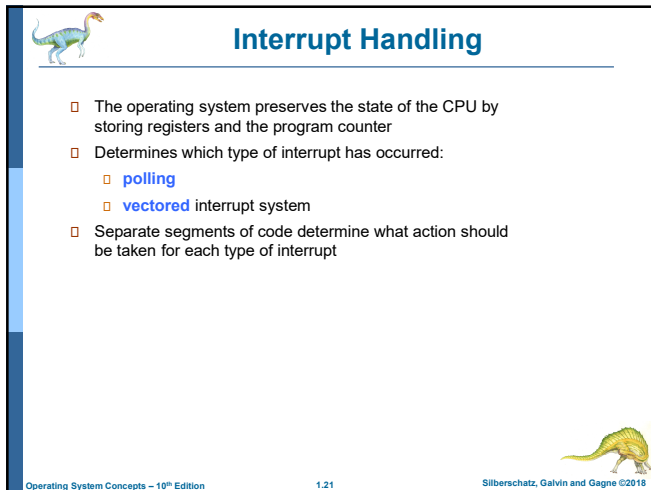 Interrupt Handling
The operating system preserves the state of the CPU by
storing registers and the program counter
Determines which type of interrupt has occurred:
polling
vectored interrupt system
Separate segments of code determine what action should
be taken for each type of interrupt
Operating System Concepts – 10th Edition
1.21
Silberschatz, Galvin and Gagne ©2018